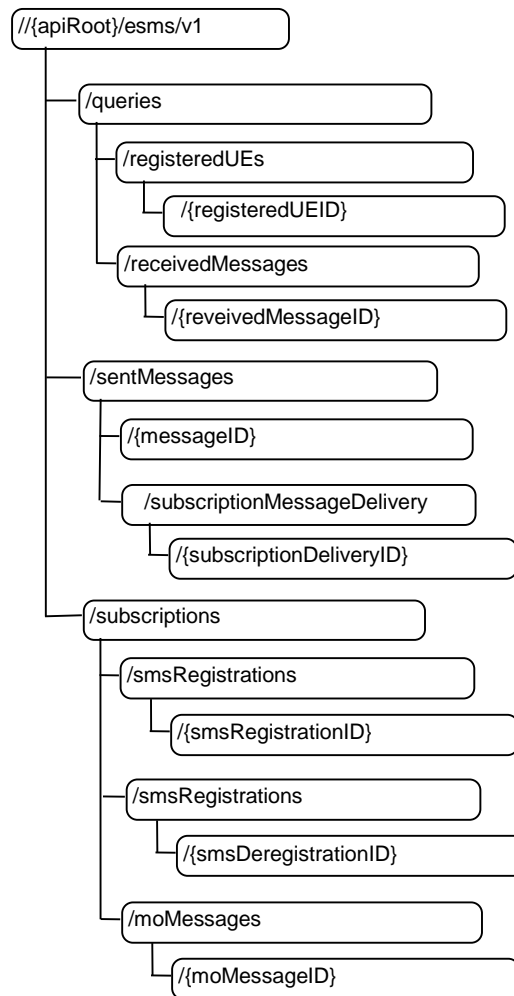 //{apiRoot}/esms/v1
/queries
/registeredUEs
/{registeredUEID}
/receivedMessages
/{reveivedMessageID}
/sentMessages
/{messageID}
/subscriptionMessageDelivery
/{subscriptionDeliveryID}
/subscriptions
/smsRegistrations
/{smsRegistrationID}
/smsRegistrations
/{smsDeregistrationID}
/moMessages
/{moMessageID}